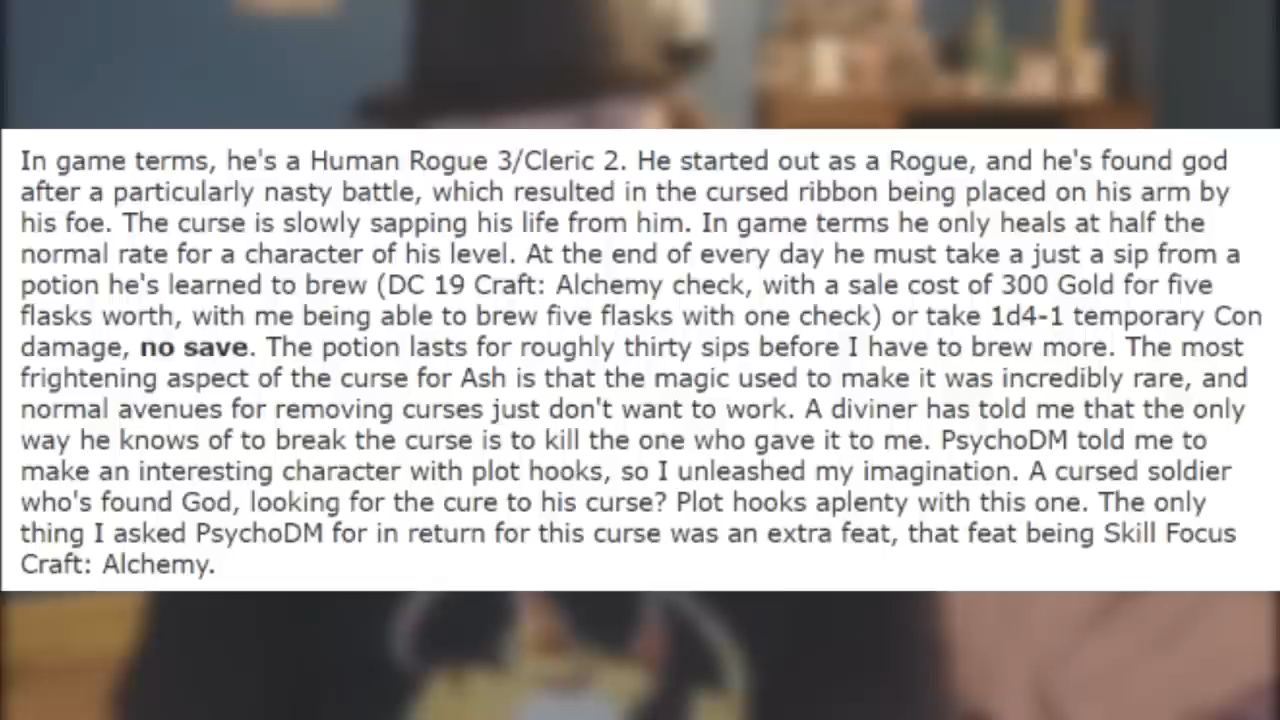 In game terms, he's a Human Rogue 3/Cleric 2. He started out as a Rogue, and he's found god
after a particularly nasty battle, which resulted in the cursed ribbon being placed on his arm by
his foe. The curse is slowly sapping his life from him. In game terms he only heals at half the
normal rate for a character of his level. At the end of every day he must take a just a sip from a
potion he's learned to brew (DC 19 Craft: Alchemy check, with a sale cost of 300 Gold for five
flasks worth, with me being able to brew five flasks with one check) or take 1d4-1 temporary Con
damage, no save. The potion lasts for roughly thirty sips before I have to brew more. The most
frightening aspect of the curse for Ash is that the magic used to make it was incredibly rare, and
normal avenues for removing curses just don't want to work. A diviner has told me that the only
way he knows of to break the curse is to kill the one who gave it to me. PsychoDM told me to
make an interesting character with plot hooks, so I unleashed my imagination. A cursed soldier
who's found God, looking for the cure to his curse? Plot hooks aplenty with this one. The only
thing I asked PsychoDM for in return for this curse was an extra feat, that feat being Skill Focus
Craft: Alchemy.